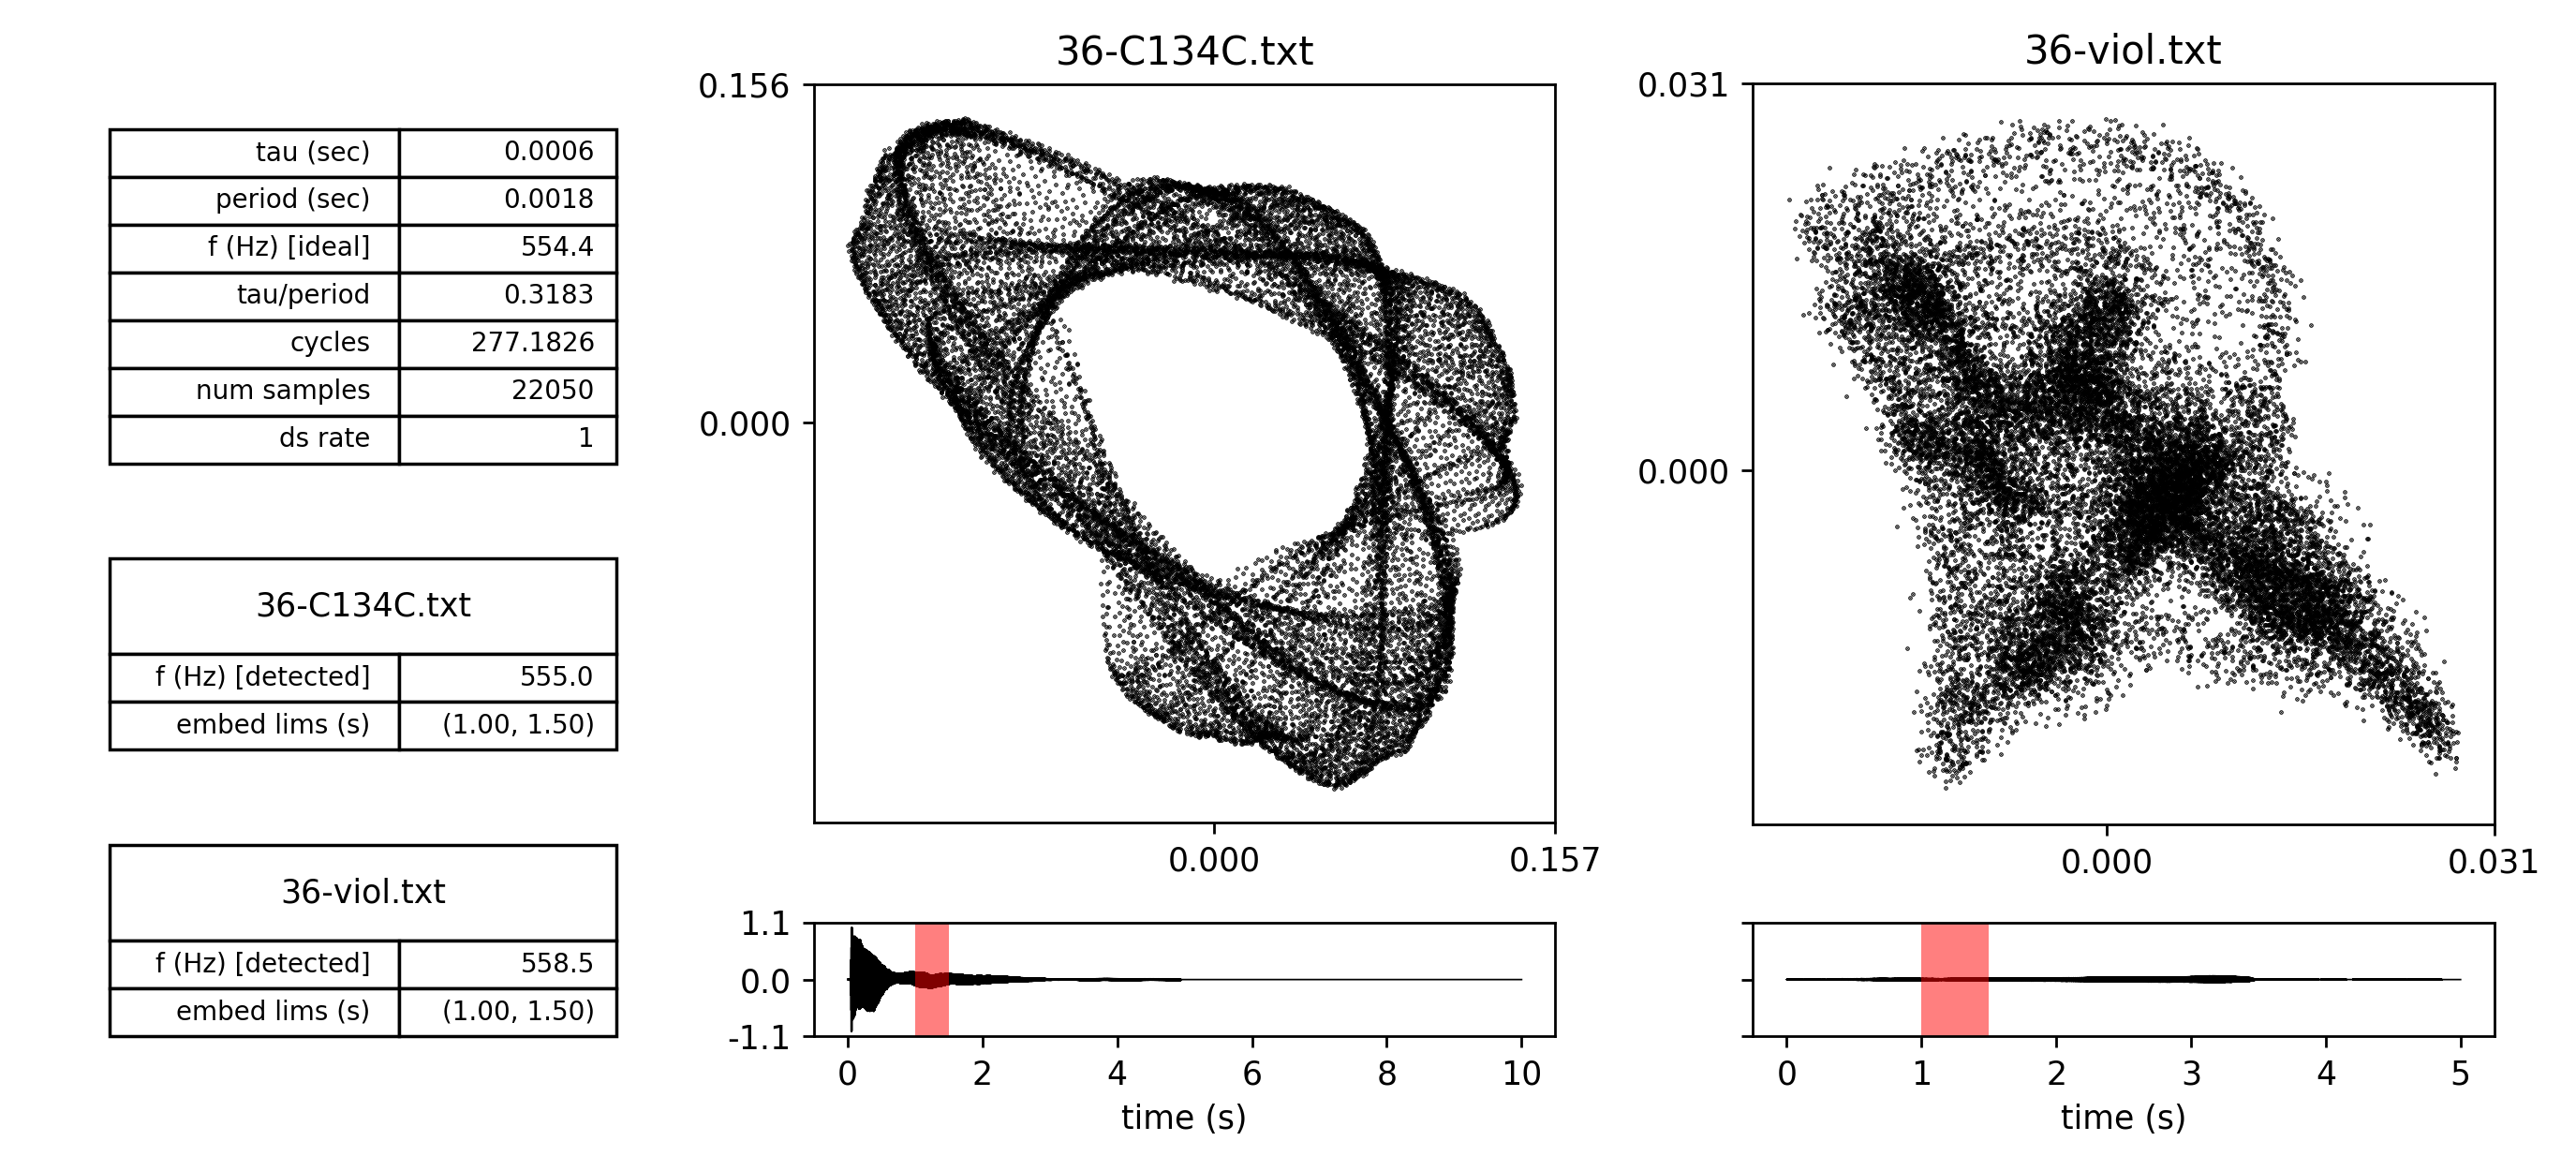 tau (sec) 0.0006
period (sec) 0.0018
f (Hz) [ideal] 554.4
tau/period 0.3183
cycles 277.1826
num samples 22050
ds rate 1
36-C134C.txt
f (Hz) [detected] 555.0
embed lims (s) (1.00, 1.50)
36-viol.txt
f (Hz) [detected] 558.5
embed lims (s) (1.00, 1.50)
36-C134C.txt
0.156
0.000
0.000 0.157
1.1
0.0
-1.1
0 2 4 6 8 10
time (s)
36-viol.txt
0.031
0.000
0.000 0.031
0 1 2 3 4 5
time (s)